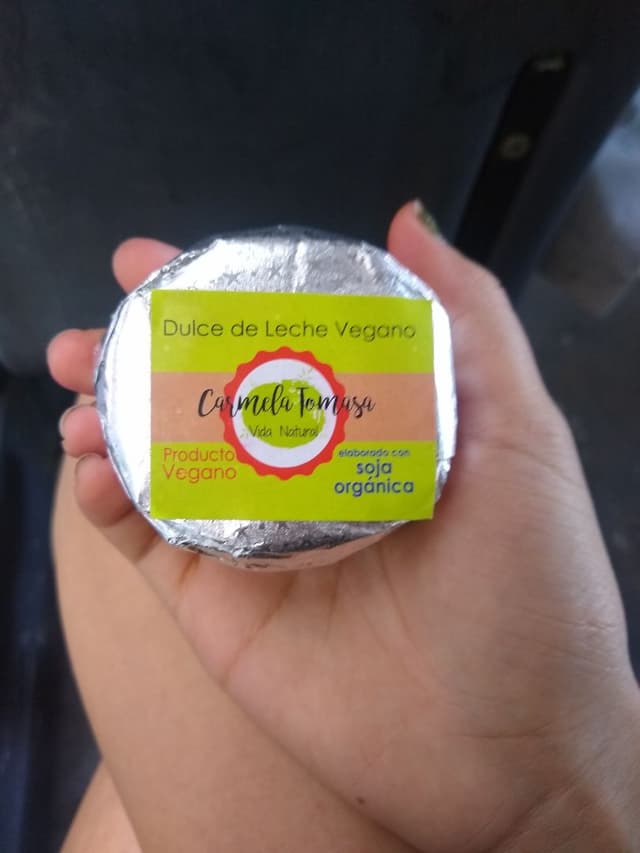 Dulce de Leche Vegano
Carmela Tomasa
Vida Natural
Producto
Vegano
elaborado con
soja
orgánica